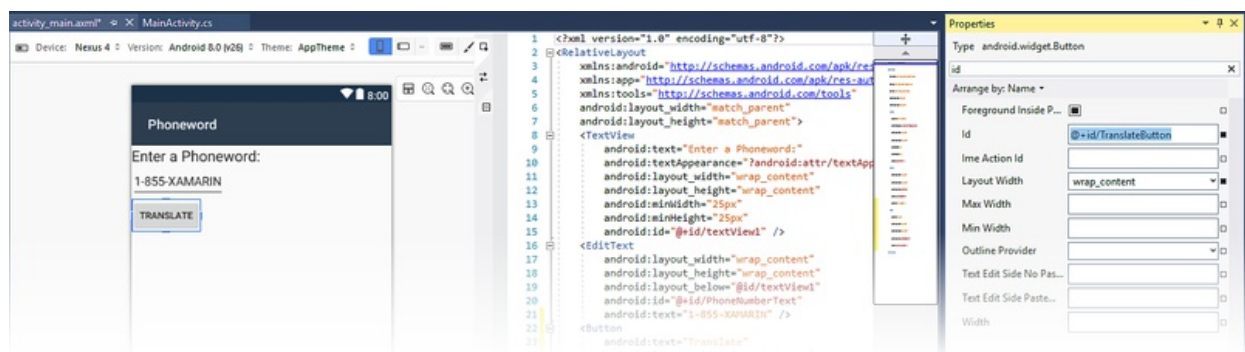 activity_main.axml* MainActivity.cs
Device: Nexus 4 Version: Android 8.0 (v26) Theme: AppTheme
8:00
Phoneword
Enter a Phoneword:
1-855-XAMARIN
TRANSLATE
1 <?xml version="1.0" encoding="utf-8"?>
2 <RelativeLayout
3 xmlns:android="http://schemas.android.com/apk/res
4 xmlns:app="http://schemas.android.com/apk/res-aut
5 xmlns:tools="http://schemas.android.com/tools"
6 android:layout_width="match_parent"
7 android:layout_height="match_parent">
8 <TextView
9 android:text="Enter a Phoneword:"
10 android:textAppearance="?android:attr/textApp
11 android:layout_width="wrap_content"
12 android:layout_height="wrap_content"
13 android:minWidth="25px"
14 android:minHeight="25px"
15 android:id="@+id/textView1" />
16 <EditText
17 android:layout_width="wrap_content"
18 android:layout_height="wrap_content"
19 android:layout_below="@id/textView1"
20 android:id="@+id/PhoneNumberText"
21 android:text="1-855-XAMARIN" />
22 <Button
23 android:text="Translate"
Properties
Type android.widget.Button
id
Arrange by: Name
Foreground Inside P...
Id @+id/TranslateButton
Ime Action Id
Layout Width wrap_content
Max Width
Min Width
Outline Provider
Text Edit Side No Pas...
Text Edit Side Paste...
Width